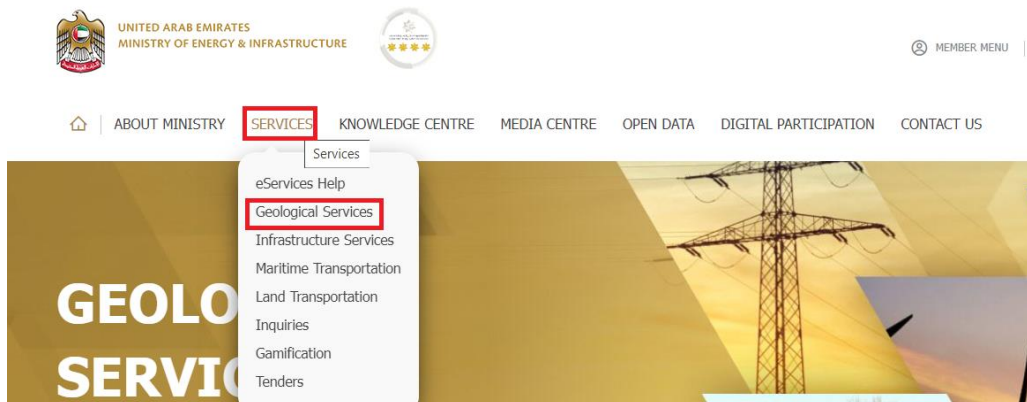 UNITED ARAB EMIRATES
MINISTRY OF ENERGY & INFRASTRUCTURE
MEMBER MENU
ABOUT MINISTRY SERVICES KNOWLEDGE CENTRE MEDIA CENTRE OPEN DATA DIGITAL PARTICIPATION CONTACT US
Services
eServices Help
Geological Services
Infrastructure Services
Maritime Transportation
Land Transportation
Inquiries
Gamification
Tenders
GEOLO
SERVIC